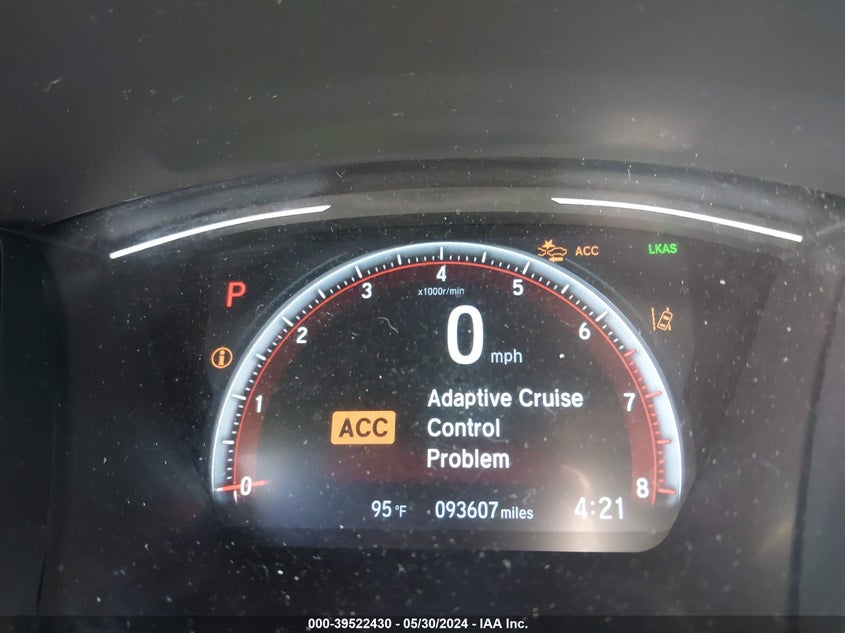 ACC
LKAS
P
x1000r/min
0 1 2 3 4 5 6 7 8
0 mph
i
ACC
Adaptive Cruise
Control
Problem
95 °F 093607 miles 4:21
000-39522430 - 05/30/2024 - IAA Inc.